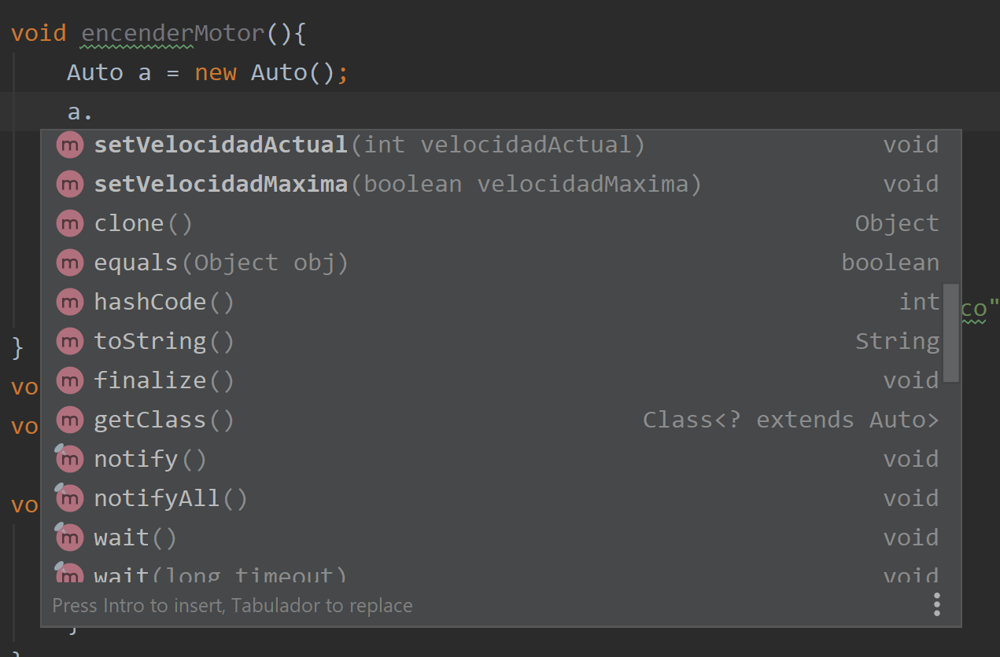 void encenderMotor(){
Auto a = new Auto();
a.
setVelocidadActual(int velocidadActual) void
setVelocidadMaxima(boolean velocidadMaxima) void
clone() Object
equals(Object obj) boolean
hashCode() int
co"
toString() String
}
finalize() void
vo
getClass() Class<? extends Auto>
vo
notify() void
notifyAll() void
vo
wait() void
wait(long timeout) void
Press Intro to insert, Tabulador to replace
}
}